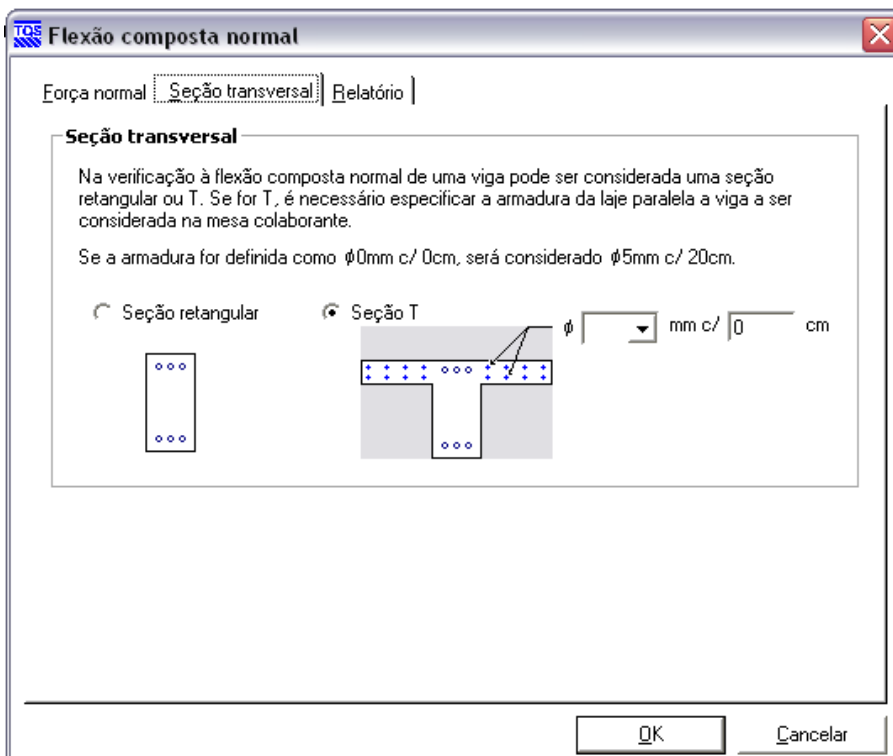 TQS Flexão composta normal
Força normal Seção transversal Relatório
Seção transversal
Na verificação à flexão composta normal de uma viga pode ser considerada uma seção
retangular ou T. Se for T, é necessário especificar a armadura da laje paralela a viga a ser
considerada na mesa colaborante.
Se a armadura for definida como ϕ0mm c/ 0cm, será considerado ϕ5mm c/ 20cm.
Seção retangular
Seção T
ϕ mm c/ 0 cm
OK Cancelar